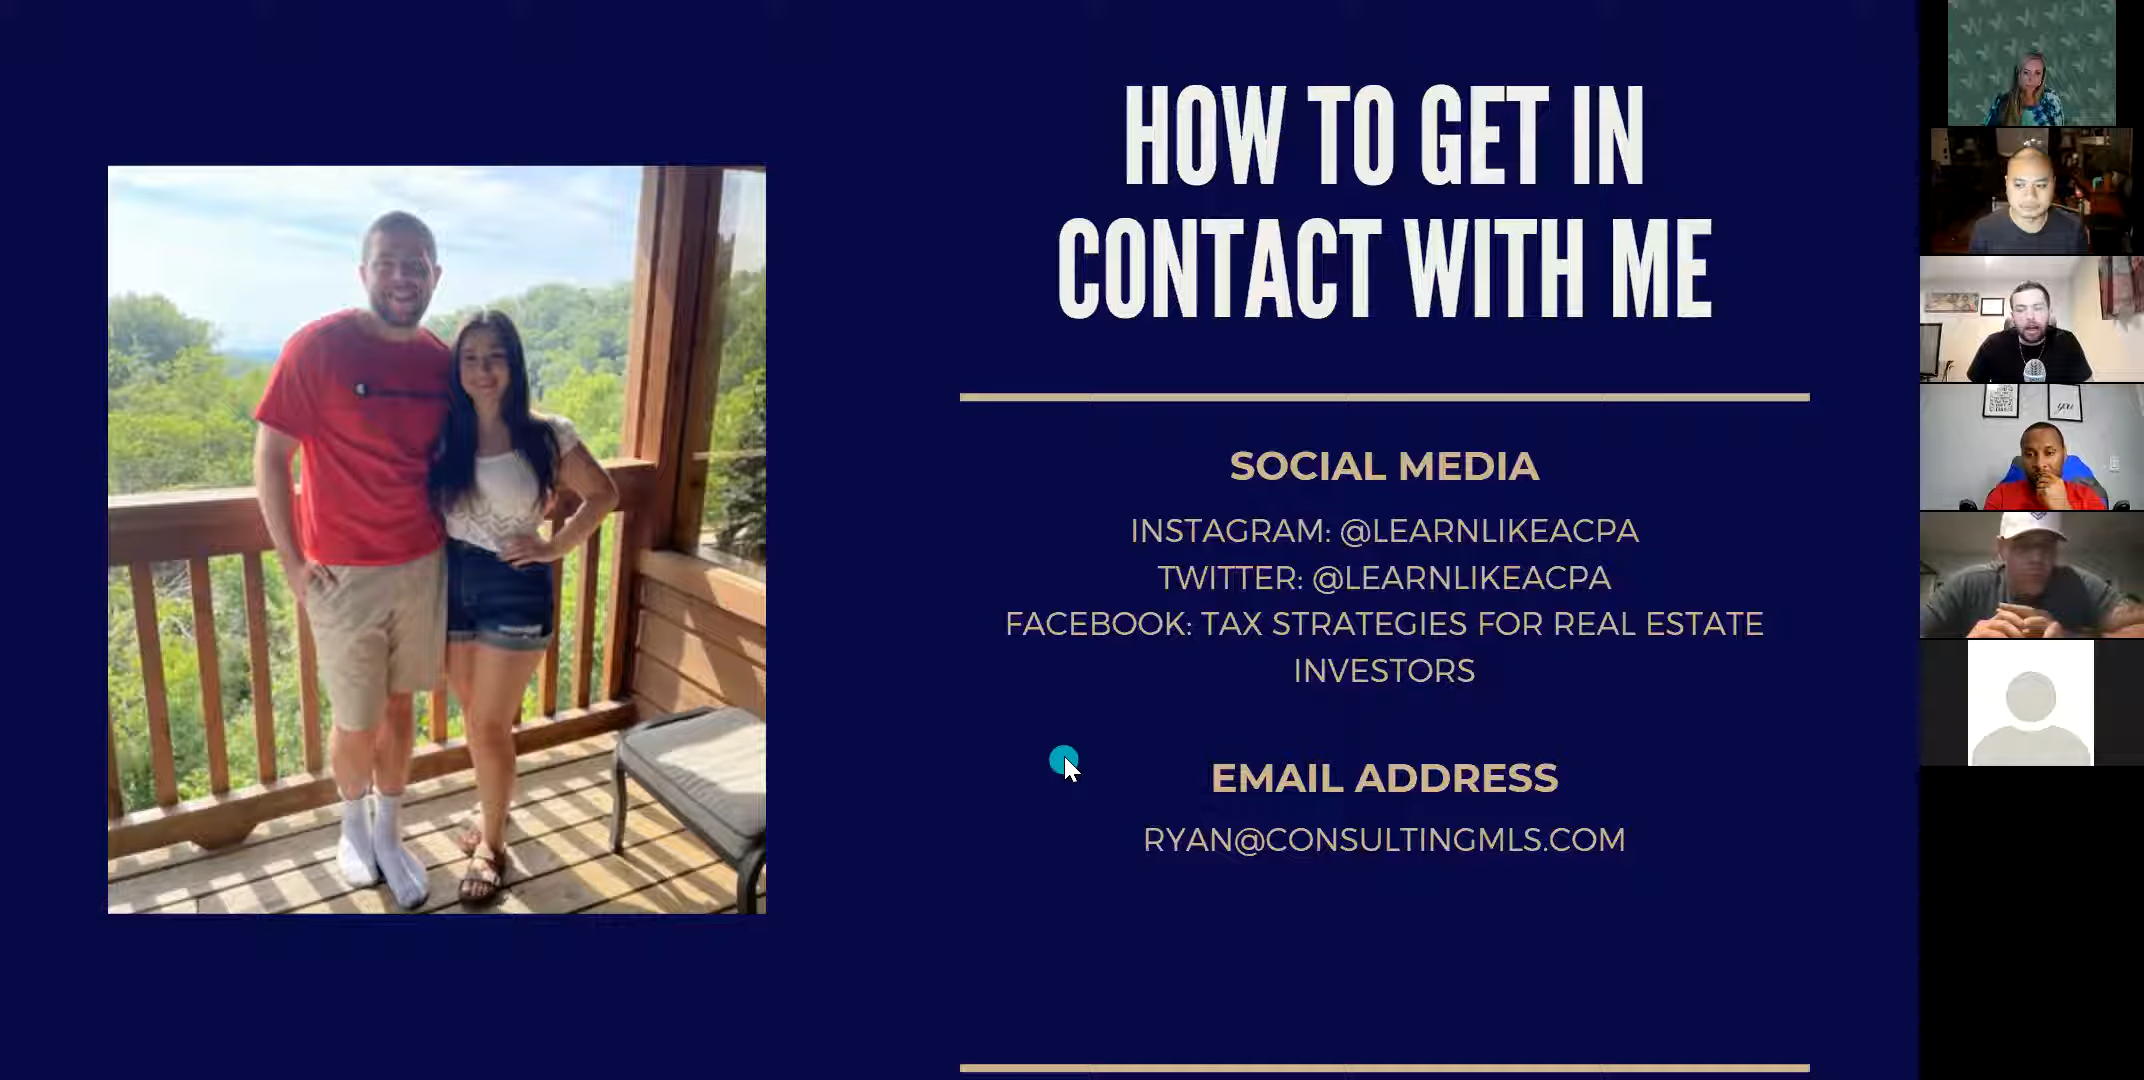 HOW TO GET IN
CONTACT WITH ME
SOCIAL MEDIA
INSTAGRAM: @LEARNLIKEACPA
TWITTER: @LEARNLIKEACPA
FACEBOOK: TAX STRATEGIES FOR REAL ESTATE
INVESTORS
EMAIL ADDRESS
RYAN@CONSULTINGMLS.COM
you